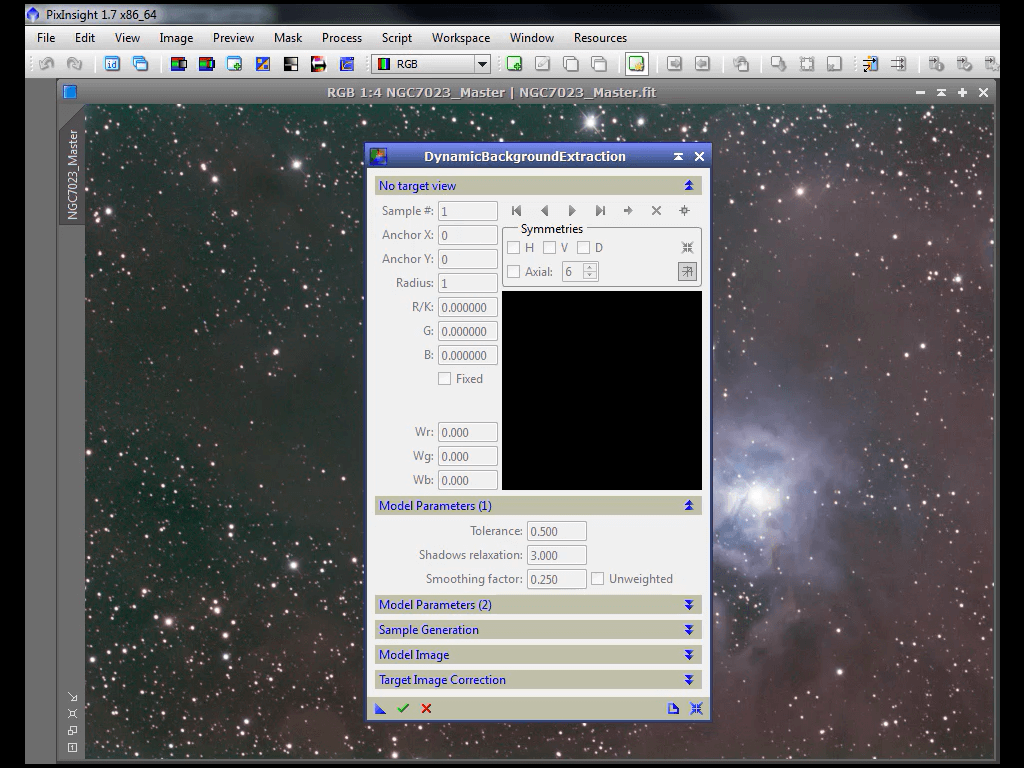 PixInsight 1.7 x86_64
File Edit View Image Preview Mask Process Script Workspace Window Resources
id RGB
RGB 1:4 NGC7023_Master | NGC7023_Master.fit
NGC7023_Master
DynamicBackgroundExtraction
No target view
Sample #: 1
Anchor X: 0
Symmetries
H V D
Anchor Y: 0
Axial: 6
Radius: 1
R/K: 0.000000
G: 0.000000
B: 0.000000
Fixed
Wr: 0.000
Wg: 0.000
Wb: 0.000
Model Parameters (1)
Tolerance: 0.500
Shadows relaxation: 3.000
Smoothing factor: 0.250 Unweighted
Model Parameters (2)
Sample Generation
Model Image
Target Image Correction